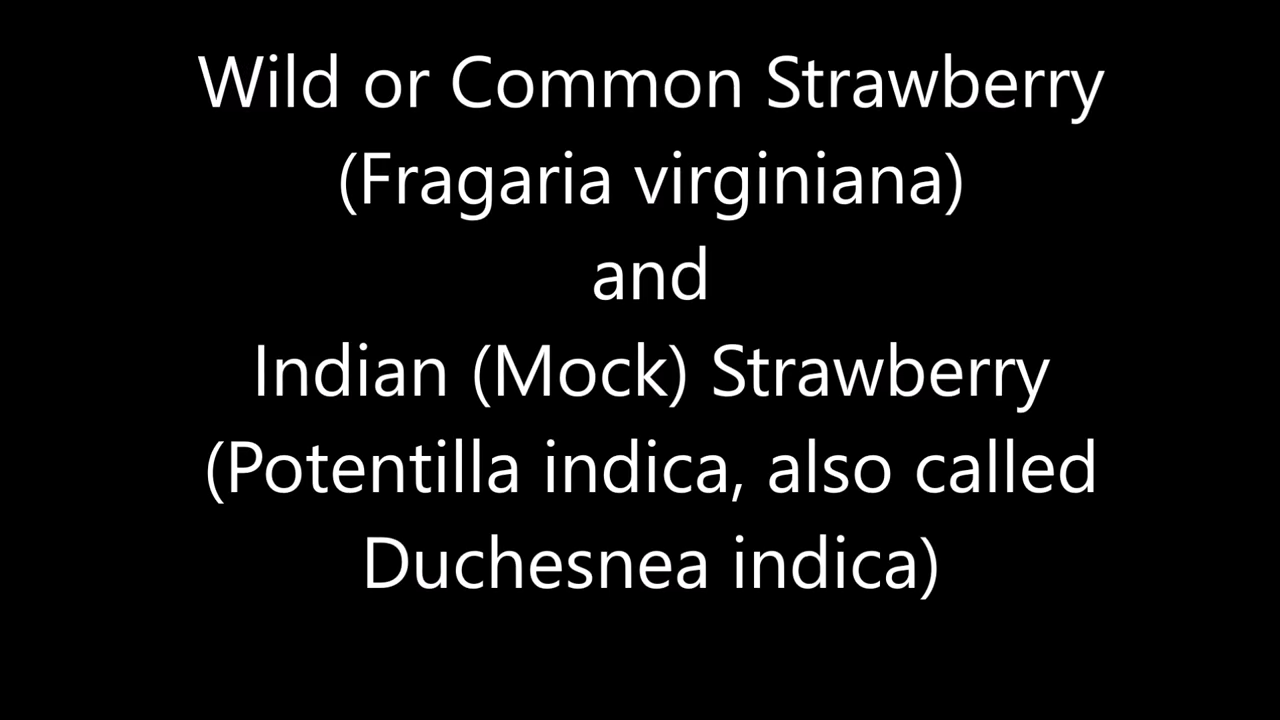 Wild or Common Strawberry
(Fragaria virginiana)
and
Indian (Mock) Strawberry
(Potentilla indica, also called
Duchesnea indica)